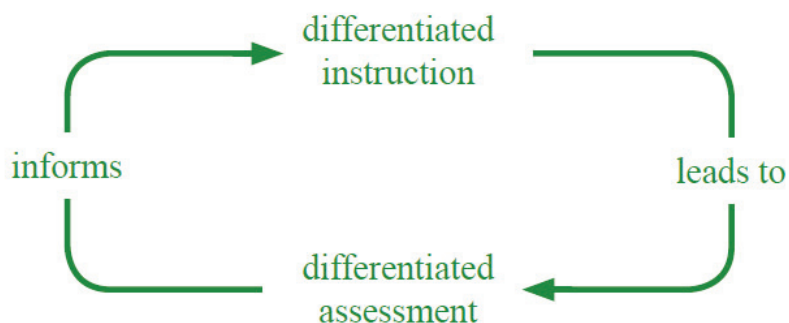 differentiated
instruction
informs
leads to
differentiated
assessment